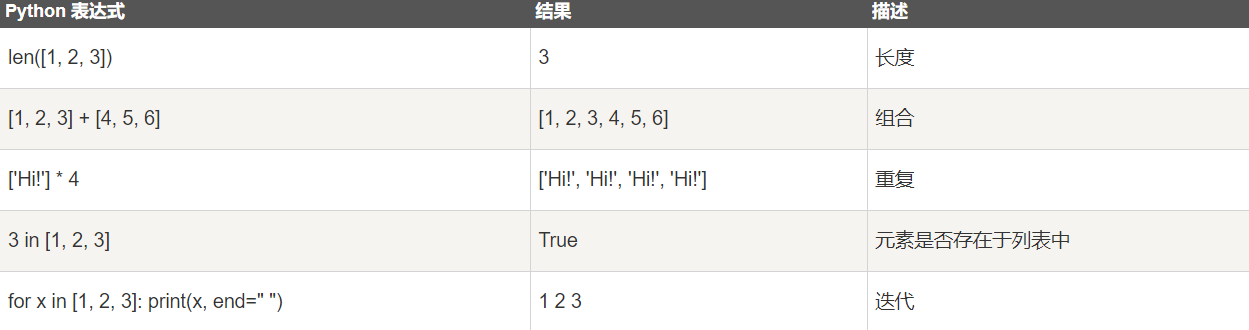 Python 表达式 结果 描述
len([1, 2, 3]) 3 长度
[1, 2, 3] + [4, 5, 6] [1, 2, 3, 4, 5, 6] 组合
['Hi!'] * 4 ['Hi!', 'Hi!', 'Hi!', 'Hi!'] 重复
3 in [1, 2, 3] True 元素是否存在于列表中
for x in [1, 2, 3]: print(x, end=" ") 1 2 3 迭代